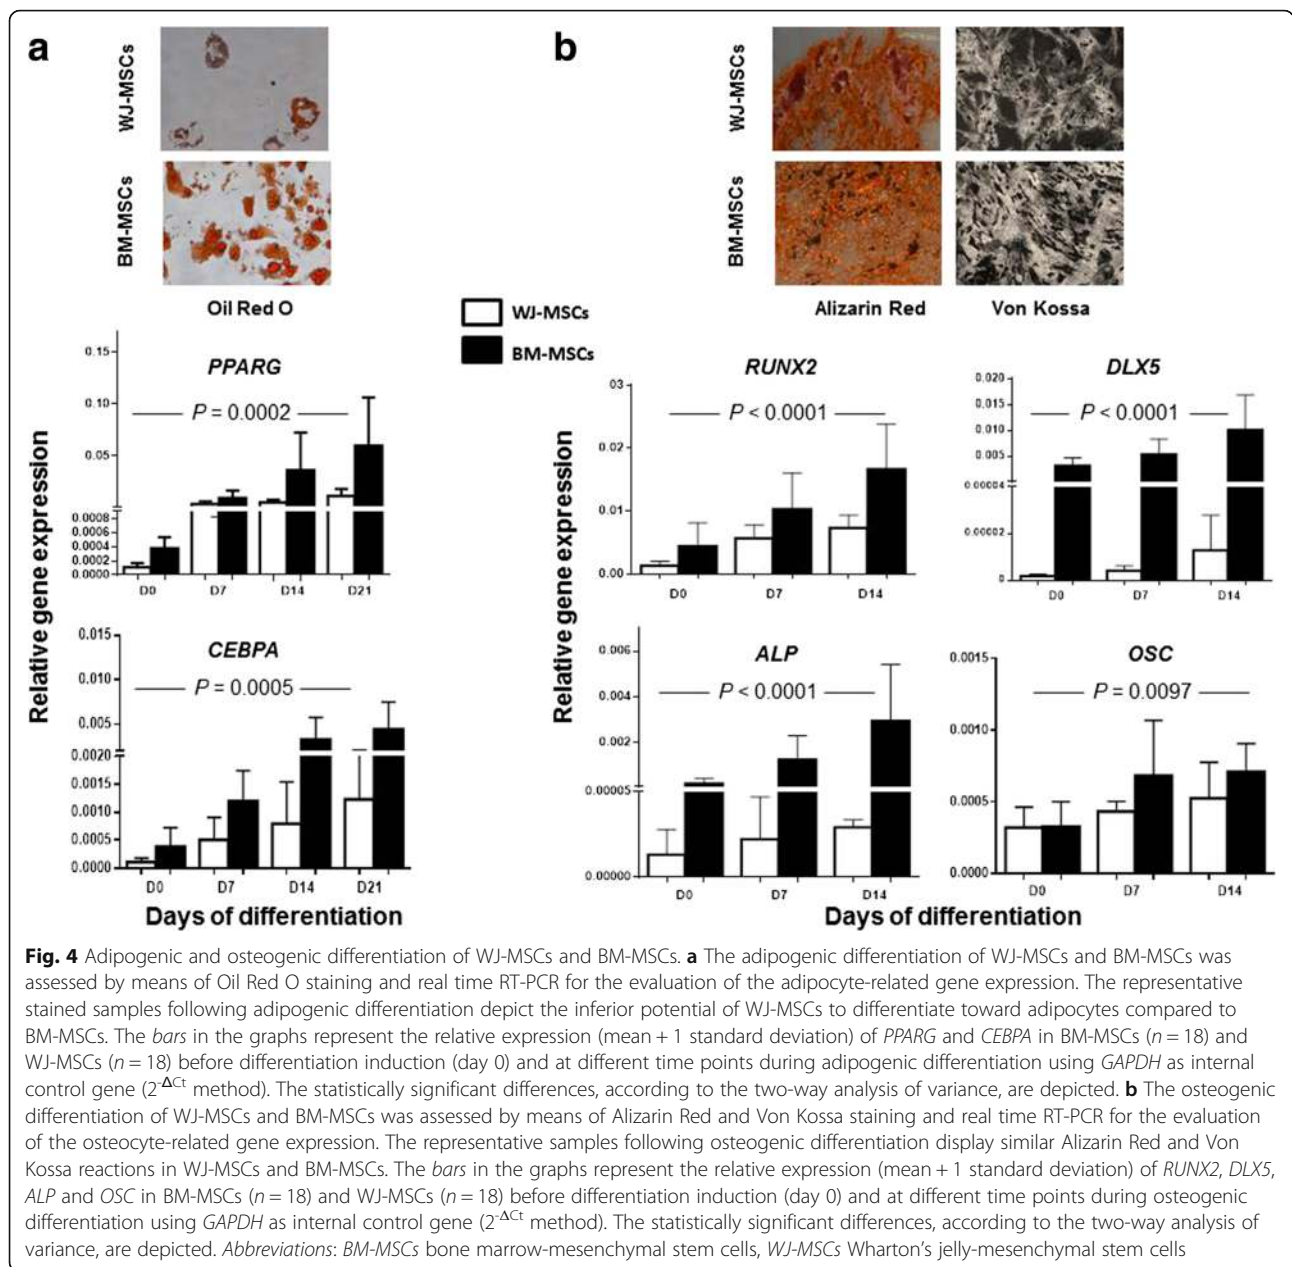 a
WJ-MSCs
BM-MSCs
Oil Red O
b
WJ-MSCs
BM-MSCs
Alizarin Red
Von Kossa
WJ-MSCs
BM-MSCs
Relative gene expression
PPARG
P = 0.0002
0.15
0.10
0.05
0.0008
0.0006
0.0004
0.0002
0.0000
D0 D7 D14 D21
CEBPA
P = 0.0005
0.015
0.010
0.005
0.0020
0.0015
0.0010
0.0005
0.0000
D0 D7 D14 D21
Days of differentiation
Relative gene expression
RUNX2
P < 0.0001
03
0.02
0.01
0.00
D0 D7 D14
DLX5
P < 0.0001
0.020
0.015
0.010
0.005
0.00004
0.00002
0
D0 D7 D14
ALP
P < 0.0001
0.006
0.004
0.002
0.00005
0.00000
D0 D7 D14
OSC
P = 0.0097
0.0015
0.0010
0.0005
0.0000
D0 D7 D14
Days of differentiation
Fig. 4 Adipogenic and osteogenic differentiation of WJ-MSCs and BM-MSCs. a The adipogenic differentiation of WJ-MSCs and BM-MSCs was
assessed by means of Oil Red O staining and real time RT-PCR for the evaluation of the adipocyte-related gene expression. The representative
stained samples following adipogenic differentiation depict the inferior potential of WJ-MSCs to differentiate toward adipocytes compared to
BM-MSCs. The bars in the graphs represent the relative expression (mean + 1 standard deviation) of PPARG and CEBPA in BM-MSCs (n = 18) and
WJ-MSCs (n = 18) before differentiation induction (day 0) and at different time points during adipogenic differentiation using GAPDH as internal
control gene (2-ΔCt method). The statistically significant differences, according to the two-way analysis of variance, are depicted. b The osteogenic
differentiation of WJ-MSCs and BM-MSCs was assessed by means of Alizarin Red and Von Kossa staining and real time RT-PCR for the evaluation
of the osteocyte-related gene expression. The representative samples following osteogenic differentiation display similar Alizarin Red and Von
Kossa reactions in WJ-MSCs and BM-MSCs. The bars in the graphs represent the relative expression (mean + 1 standard deviation) of RUNX2, DLX5,
ALP and OSC in BM-MSCs (n = 18) and WJ-MSCs (n = 18) before differentiation induction (day 0) and at different time points during osteogenic
differentiation using GAPDH as internal control gene (2-ΔCt method). The statistically significant differences, according to the two-way analysis of
variance, are depicted. Abbreviations: BM-MSCs bone marrow-mesenchymal stem cells, WJ-MSCs Wharton's jelly-mesenchymal stem cells